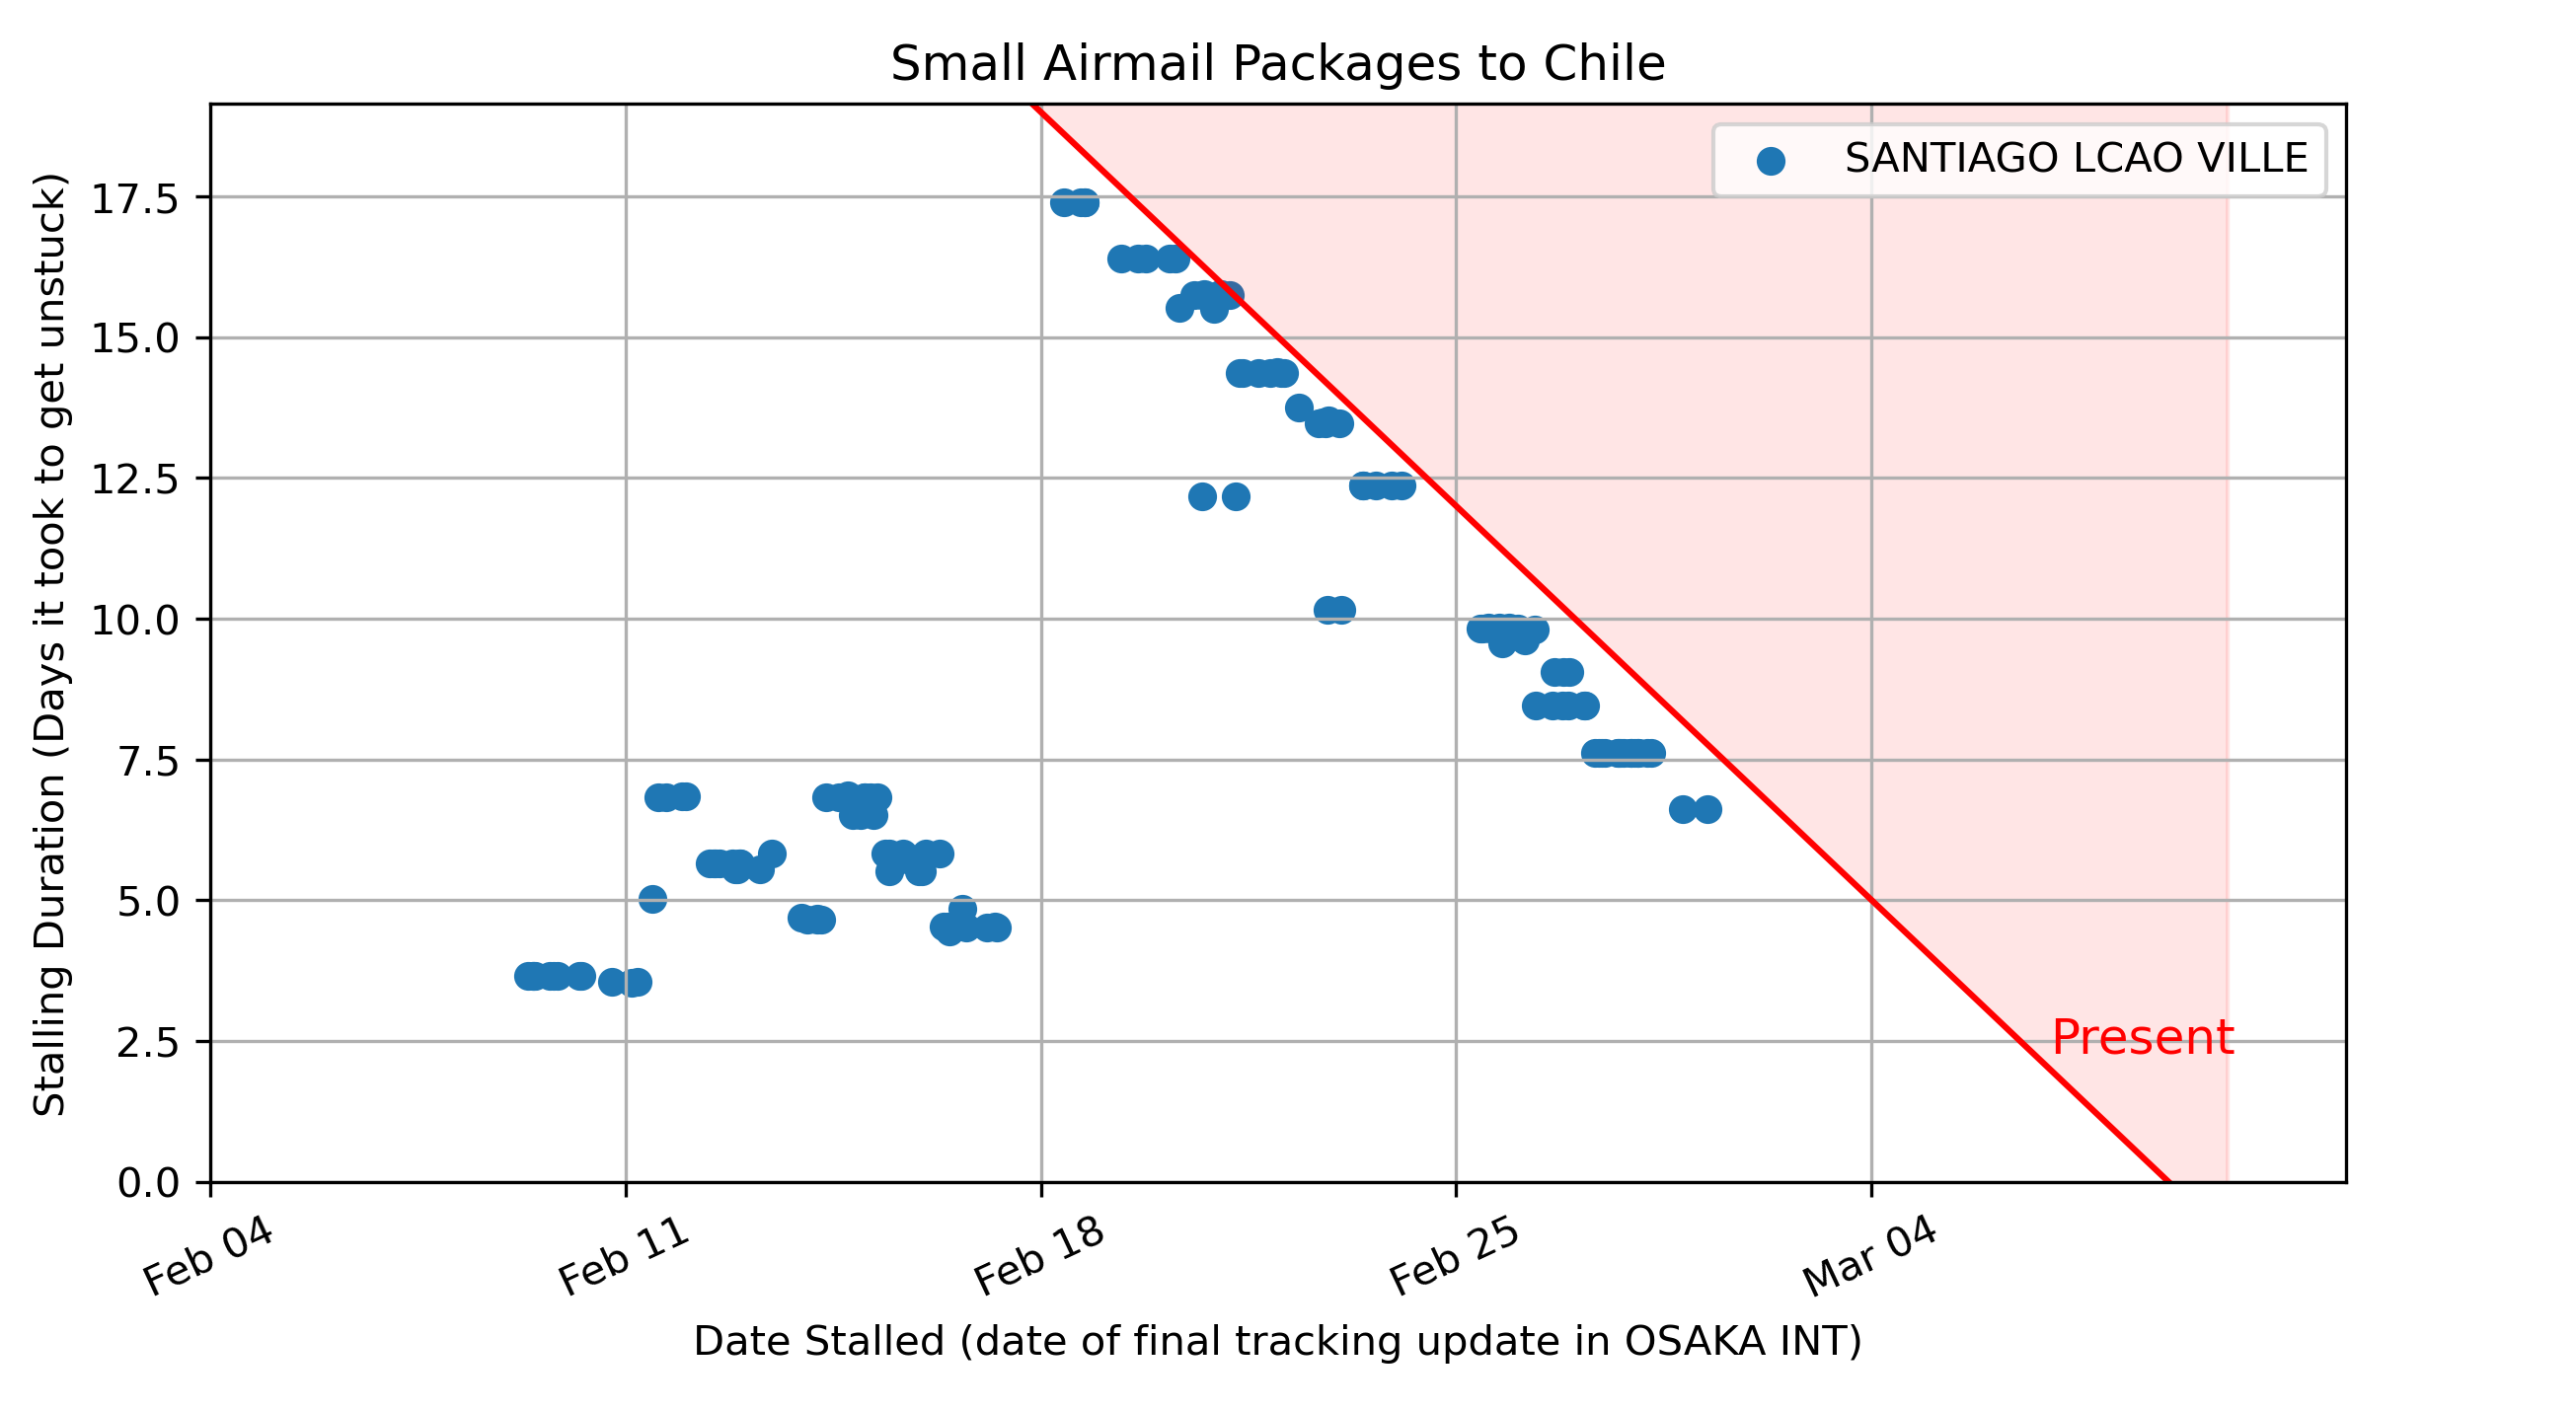 Small Airmail Packages to Chile
SANTIAGO LCAO VILLE
Stalling Duration (Days it took to get unstuck)
17.5
15.0
12.5
10.0
7.5
5.0
2.5
0.0
Present
Feb 04
Feb 11
Feb 18
Feb 25
Mar 04
Date Stalled (date of final tracking update in OSAKA INT)